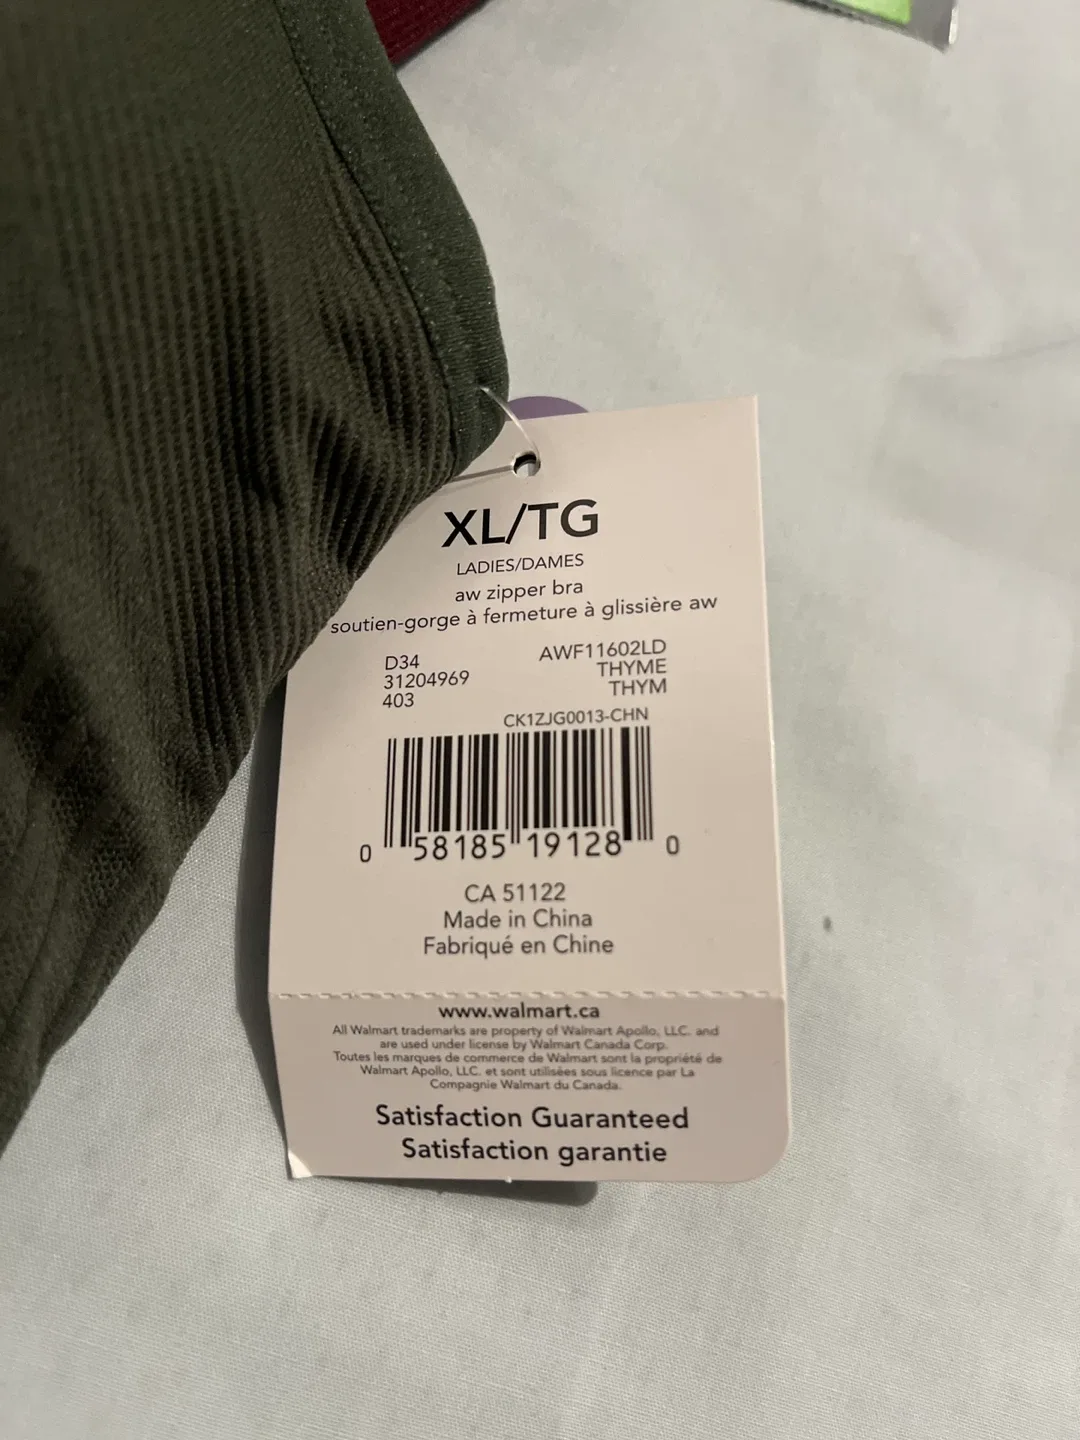 XL/TG
LADIES/DAMES
aw zipper bra
soutien-gorge à fermeture à glissière aw
D34 AWF11602LD
31204969 THYME
403 THYM
CK1ZJG0013-CHN
0 58185 19128 0
CA 51122
Made in China
Fabriqué en Chine
www.walmart.ca
All Walmart trademarks are property of Walmart Apollo, LLC. and
are used under license by Walmart Canada Corp.
Toutes les marques de commerce de Walmart sont la propriété de
Walmart Apollo, LLC. et sont utilisées sous licence par La
Compagnie Walmart du Canada.
Satisfaction Guaranteed
Satisfaction garantie